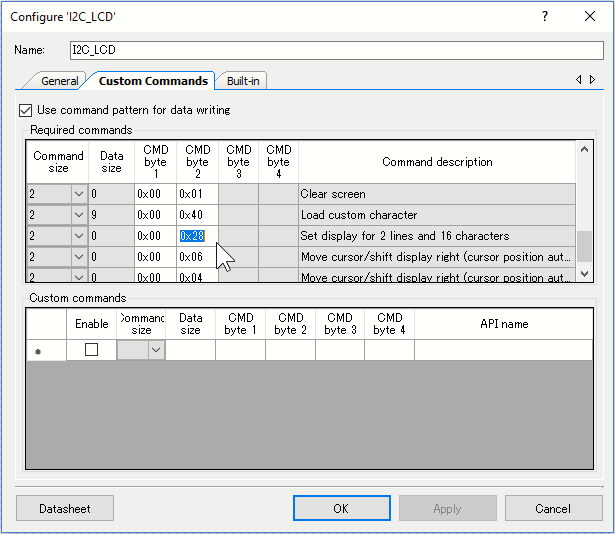 Configure 'I2C_LCD'
Name: I2C_LCD
General Custom Commands Built-in
Use command pattern for data writing
Required commands
Command size Data size CMD byte 1 CMD byte 2 CMD byte 3 CMD byte 4 Command description
2 0 0x00 0x01 Clear screen
2 9 0x00 0x40 Load custom character
2 0 0x00 0x28 Set display for 2 lines and 16 characters
2 0 0x00 0x06 Move cursor/shift display right (cursor position aut...
2 0 0x00 0x04 Move cursor/shift display right (cursor position aut...
Custom commands
Enable Command size Data size CMD byte 1 CMD byte 2 CMD byte 3 CMD byte 4 API name
Datasheet OK Apply Cancel